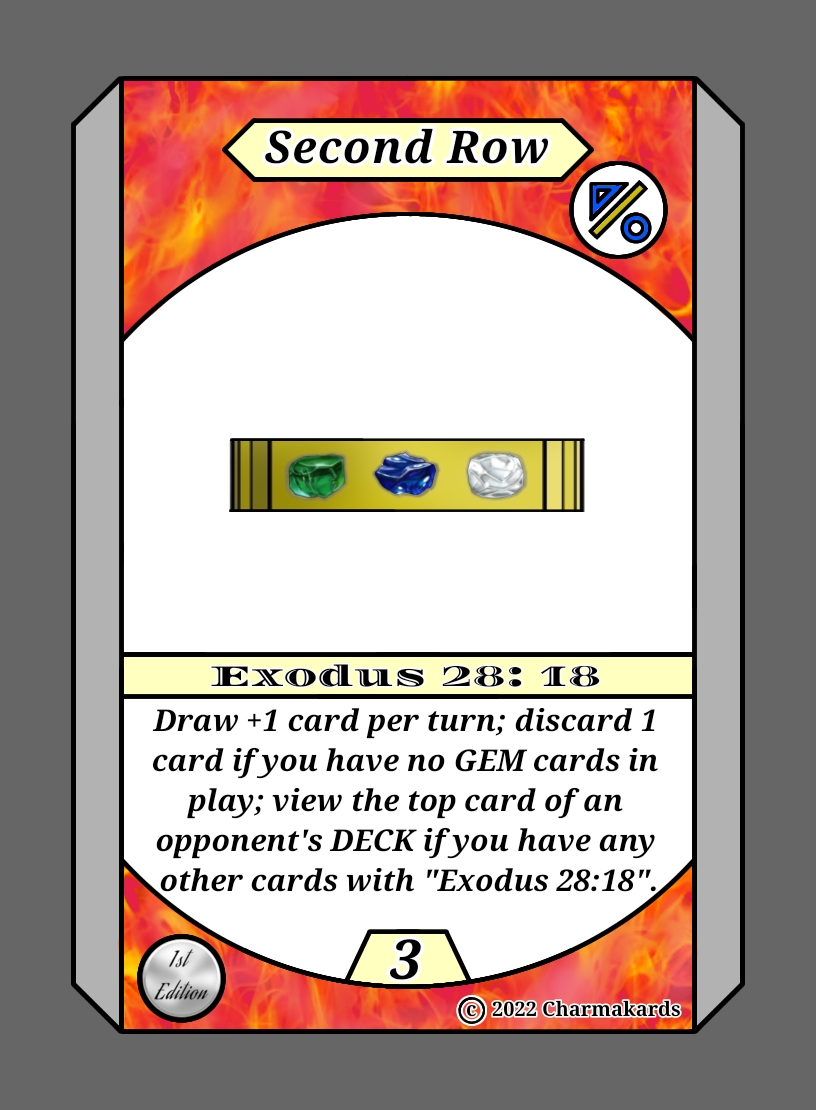 Second Row
Exodus 28: 18
Draw +1 card per turn; discard 1
card if you have no GEM cards in
play; view the top card of an
opponent's DECK if you have any
other cards with "Exodus 28:18".
3
1st
Edition
© 2022 Charmakards